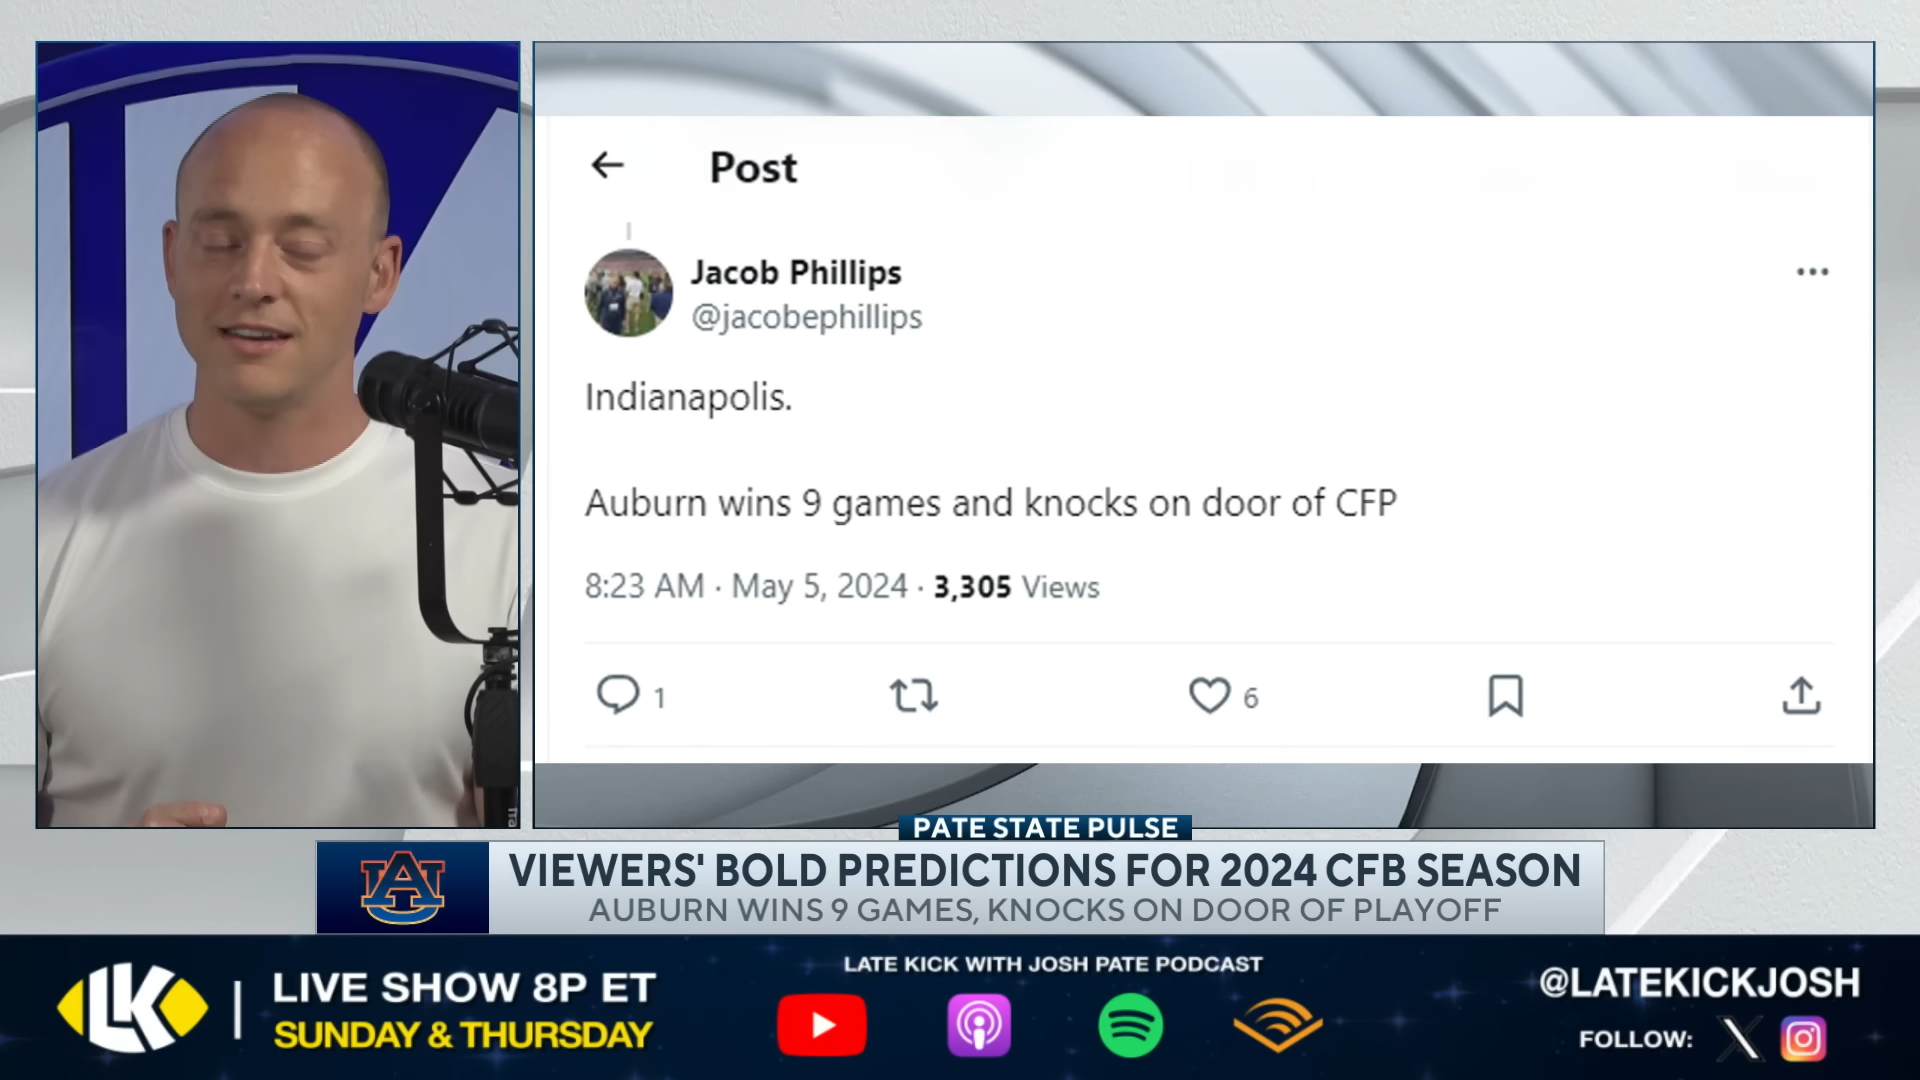 Post
Jacob Phillips
@jacobephillips
Indianapolis.
Auburn wins 9 games and knocks on door of CFP
8:23 AM · May 5, 2024 · 3,305 Views
1
6
PATE STATE PULSE
AU
VIEWERS' BOLD PREDICTIONS FOR 2024 CFB SEASON
AUBURN WINS 9 GAMES, KNOCKS ON DOOR OF PLAYOFF
LK
LIVE SHOW 8P ET
SUNDAY & THURSDAY
LATE KICK WITH JOSH PATE PODCAST
@LATEKICKJOSH
FOLLOW: